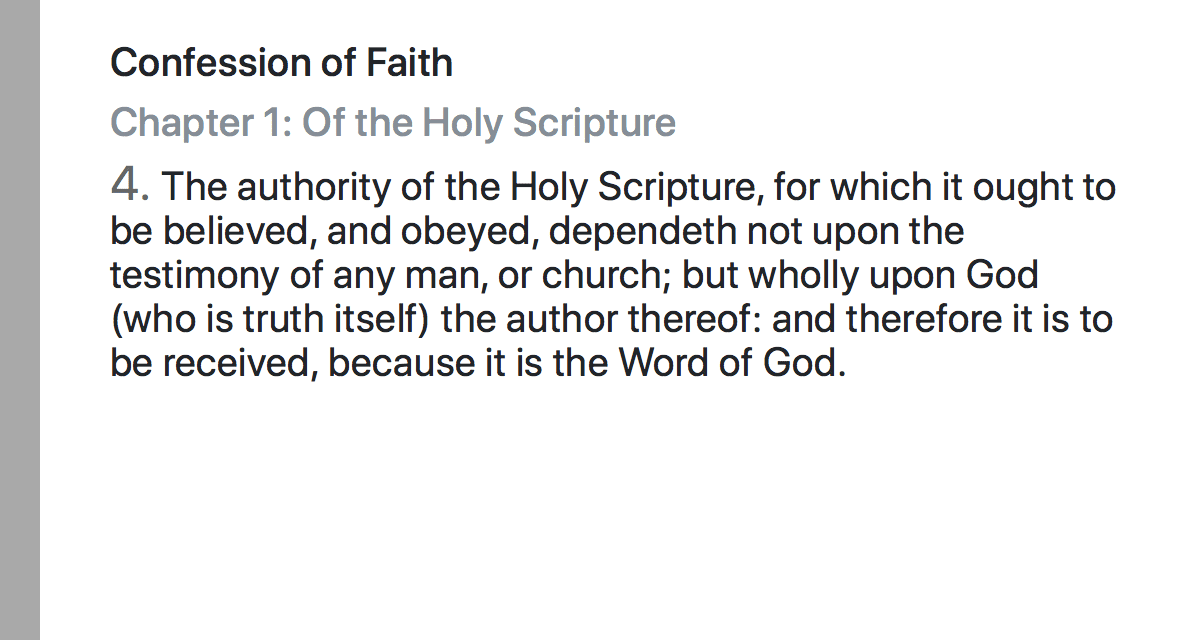 Confession of Faith
Chapter 1: Of the Holy Scripture
4. The authority of the Holy Scripture, for which it ought to
be believed, and obeyed, dependeth not upon the
testimony of any man, or church; but wholly upon God
(who is truth itself) the author thereof: and therefore it is to
be received, because it is the Word of God.